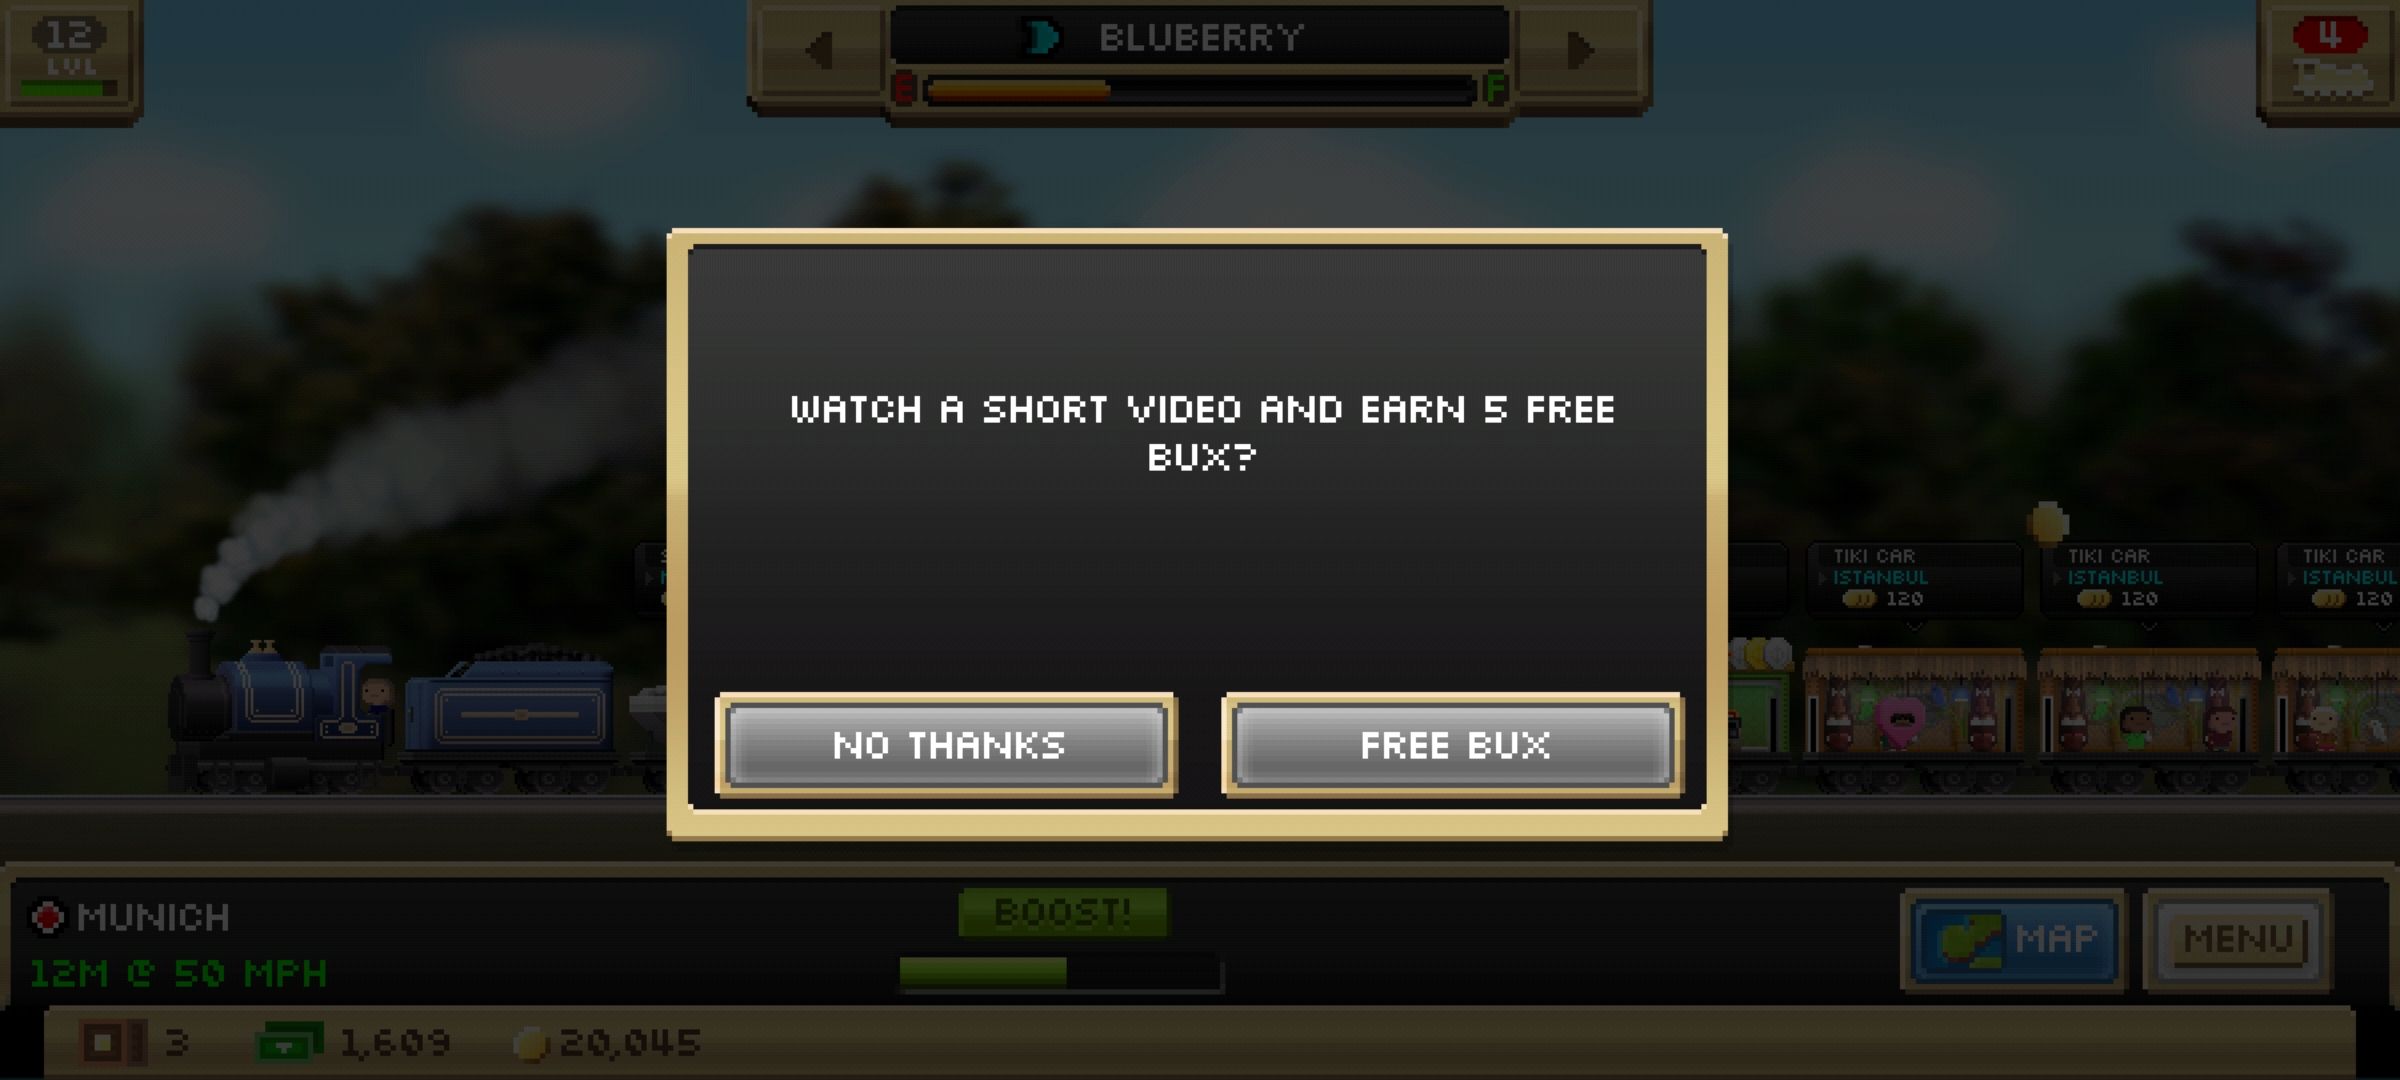 12
LVL
BLUBERRY
E F
4
WATCH A SHORT VIDEO AND EARN 5 FREE
BUX?
NO THANKS
FREE BUX
TIKI CAR
ISTANBUL
120
TIKI CAR
ISTANBUL
120
TIKI CAR
ISTANBUL
120
MUNICH
12M @ 50 MPH
BOOST!
MAP
MENU
3
1,609
20,045